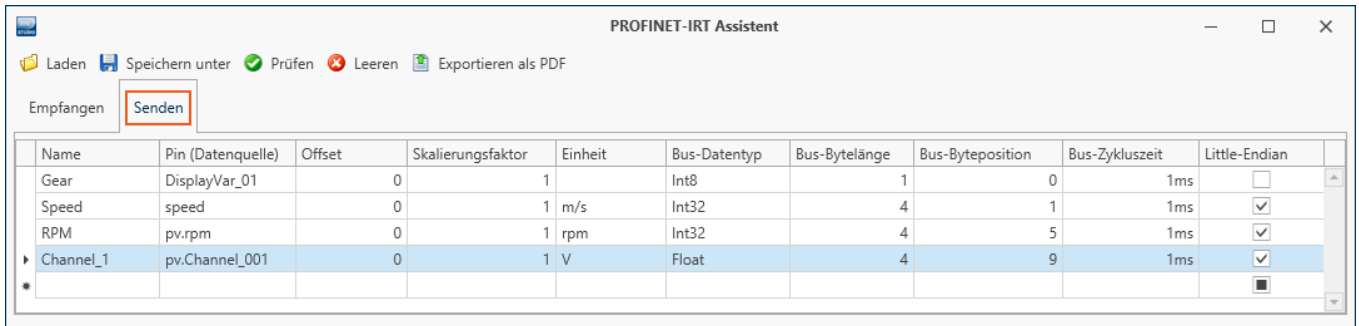 PROFINET-IRT Assistent
Laden Speichern unter Prüfen Leeren Exportieren als PDF
Empfangen Senden
Name Pin (Datenquelle) Offset Skalierungsfaktor Einheit Bus-Datentyp Bus-Bytelänge Bus-Byteposition Bus-Zykluszeit Little-Endian
Gear DisplayVar_01 0 1 Int8 1 0 1ms
Speed speed 0 1 m/s Int32 4 1 1ms
RPM pv.rpm 0 1 rpm Int32 4 5 1ms
Channel_1 pv.Channel_001 0 1 V Float 4 9 1ms